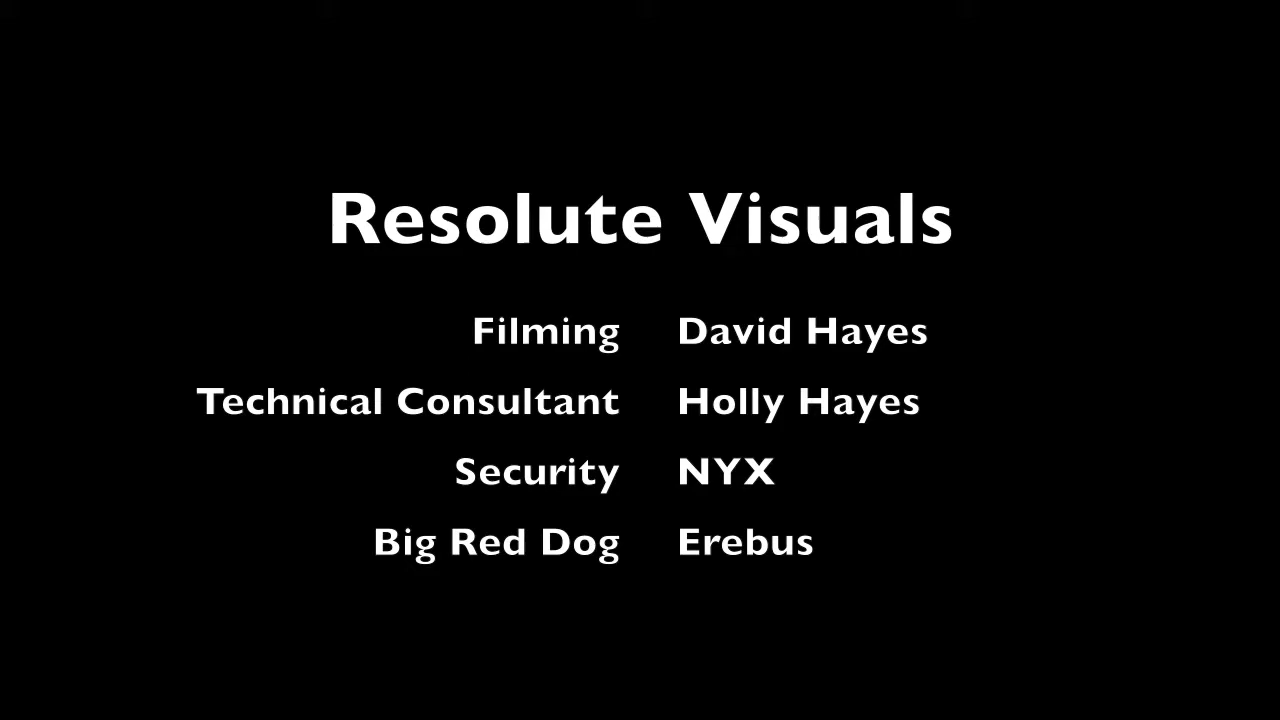 Resolute Visuals
Filming David Hayes
Technical Consultant Holly Hayes
Security NYX
Big Red Dog Erebus